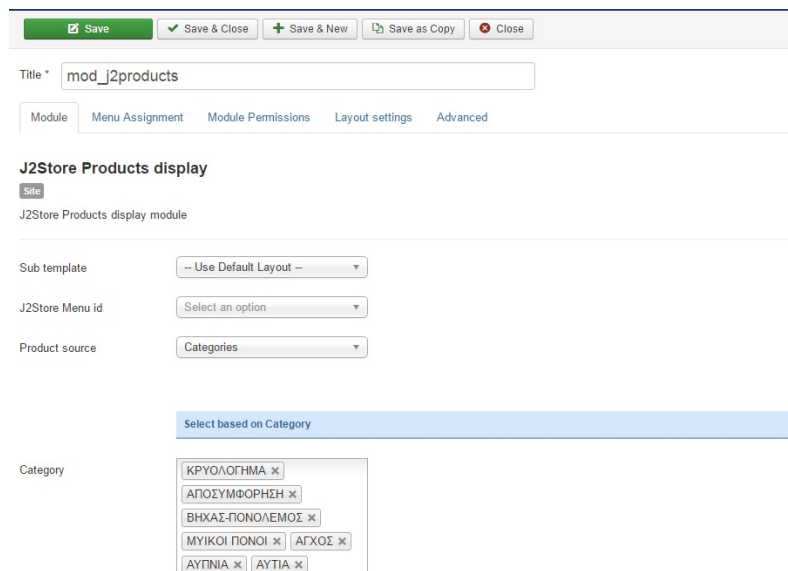 Save Save & Close Save & New Save as Copy Close
Title * mod_j2products
Module Menu Assignment Module Permissions Layout settings Advanced
J2Store Products display
Site
J2Store Products display module
Sub template -- Use Default Layout --
J2Store Menu id Select an option
Product source Categories
Select based on Category
Category ΚΡΥΟΛΟΓΗΜΑ
ΑΠΟΣΥΜΦΟΡΗΣΗ
ΒΗΧΑΣ-ΠΟΝΟΛΕΜΟΣ
ΜΥΙΚΟΙ ΠΟΝΟΙ ΑΓΧΟΣ
ΑΥΠΝΙΑ ΑΥΤΙΑ